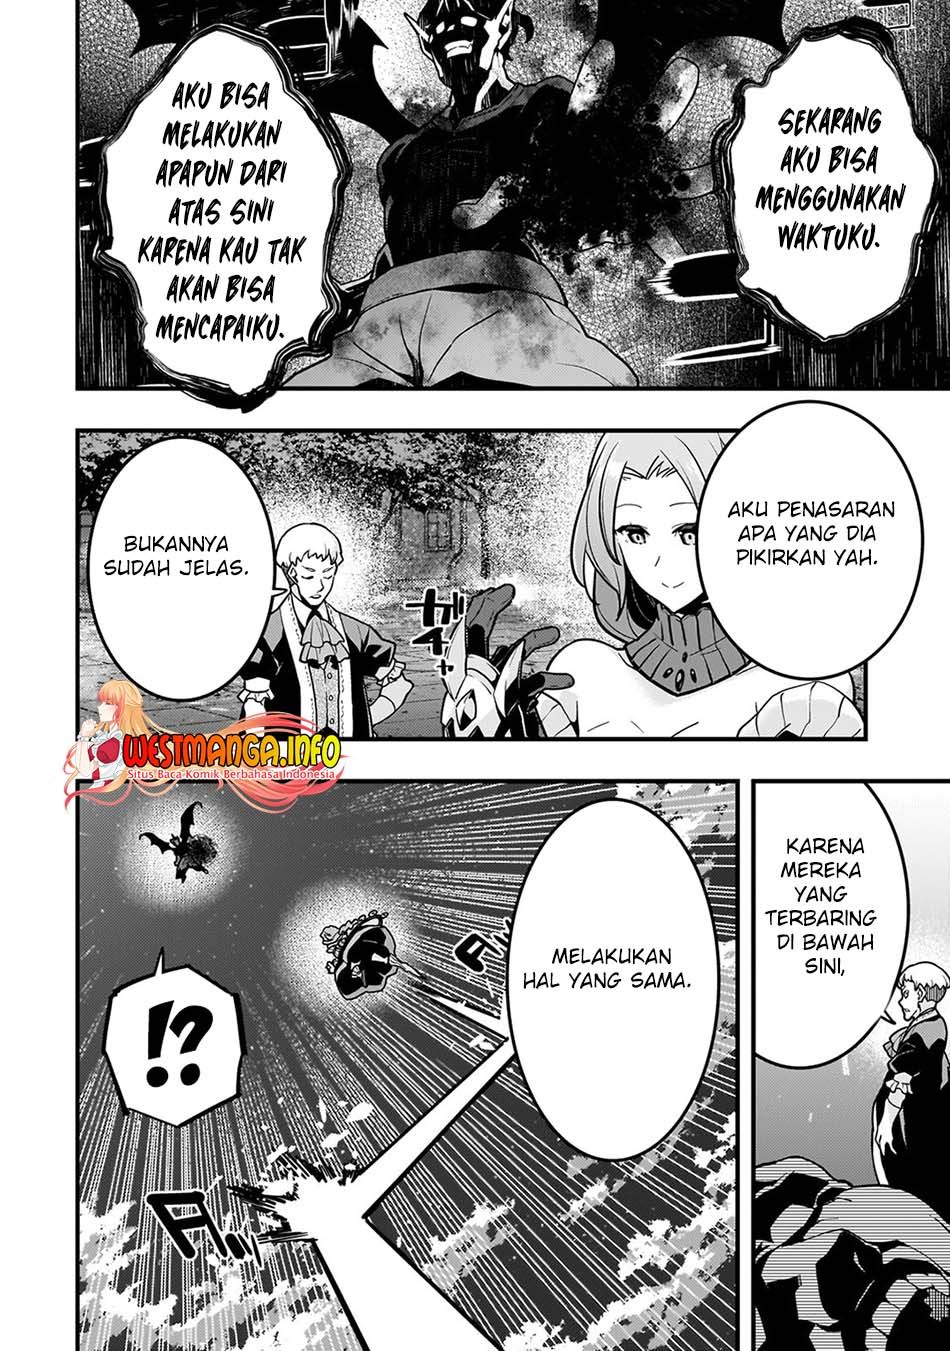 SEKARANG
AKU BISA
MENGGUNAKAN
WAKTUKU.
AKU BISA
MELAKUKAN
APAPUN DARI
ATAS SINI
KARENA KAU TAK
AKAN BISA
MENCAPAIKU.
AKU PENASARAN
APA YANG DIA
PIKIRKAN YAH.
BUKANNYA
SUDAH JELAS.
WESTMANGA.INFO
Situs Baca Komik Berbahasa Indonesia
KARENA
MEREKA
YANG
TERBARING
DI BAWAH
SINI,
MELAKUKAN
HAL YANG SAMA.
!?